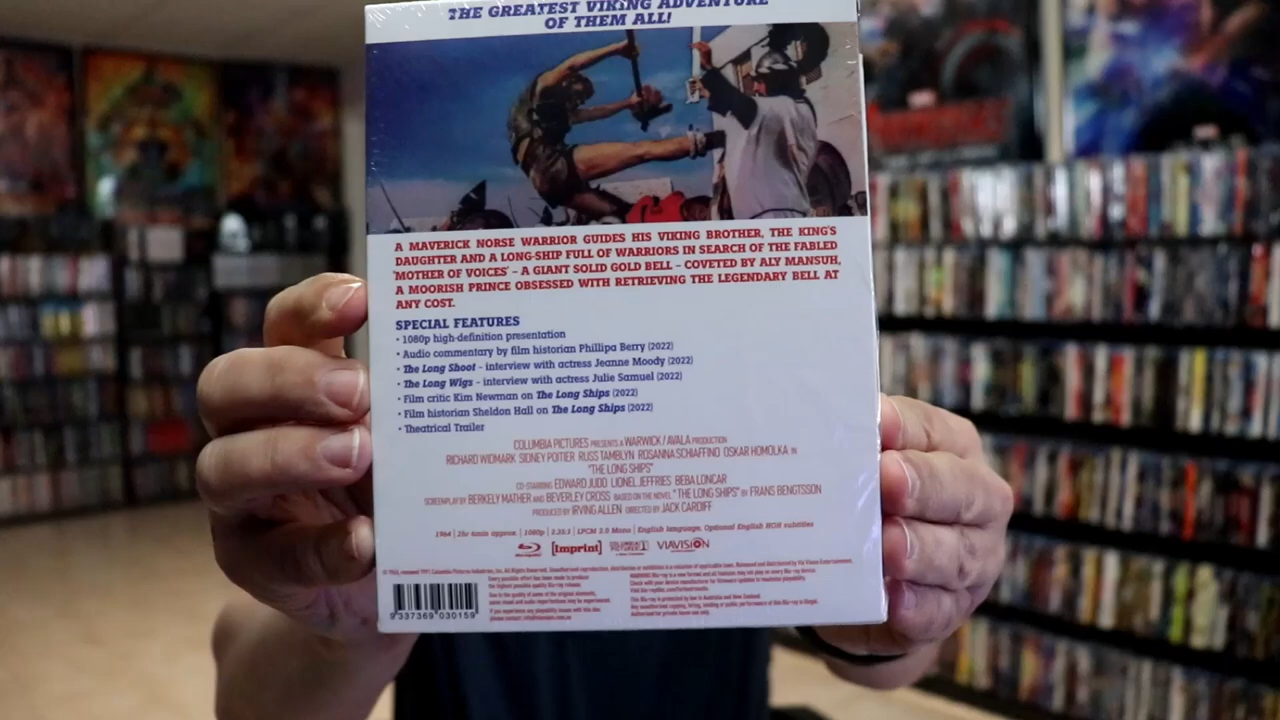 THE GREATEST VIKING ADVENTURE
OF THEM ALL!
A MAVERICK NORSE WARRIOR GUIDES HIS VIKING BROTHER, THE KING'S
DAUGHTER AND A LONG-SHIP FULL OF WARRIORS IN SEARCH OF THE FABLED
'MOTHER OF VOICES' – A GIANT SOLID GOLD BELL – COVETED BY ALY MANSUH,
A MOORISH PRINCE OBSESSED WITH RETRIEVING THE LEGENDARY BELL AT
ANY COST.
SPECIAL FEATURES
• 1080p high-definition presentation
• Audio commentary by film historian Phillipa Berry (2022)
• The Long Shoot – interview with actress Jeanne Moody (2022)
• The Long Wigs – interview with actress Julie Samuel (2022)
• Film critic Kim Newman on The Long Ships (2022)
• Film historian Sheldon Hall on The Long Ships (2022)
• Theatrical Trailer
COLUMBIA PICTURES PRESENTS A WARWICK / AVALA PRODUCTION
RICHARD WIDMARK SIDNEY POITIER RUSS TAMBLYN ROSANNA SCHIAFFINO OSKAR HOMOLKA IN
"THE LONG SHIPS"
CO-STARRING EDWARD JUDD LIONEL JEFFRIES BEBA LONCAR
SCREENPLAY BY BERKELY MATHER AND BEVERLEY CROSS BASED ON THE NOVEL "THE LONG SHIPS" BY FRANS BENGTSSON
PRODUCED BY IRVING ALLEN DIRECTED BY JACK CARDIFF
1964 | 2hr 6min approx. | 1080p | 2.35:1 | LPCM 2.0 Mono | English language, Optional English HOH subtitles
[Imprint] VIAVISION
9 337369 030159